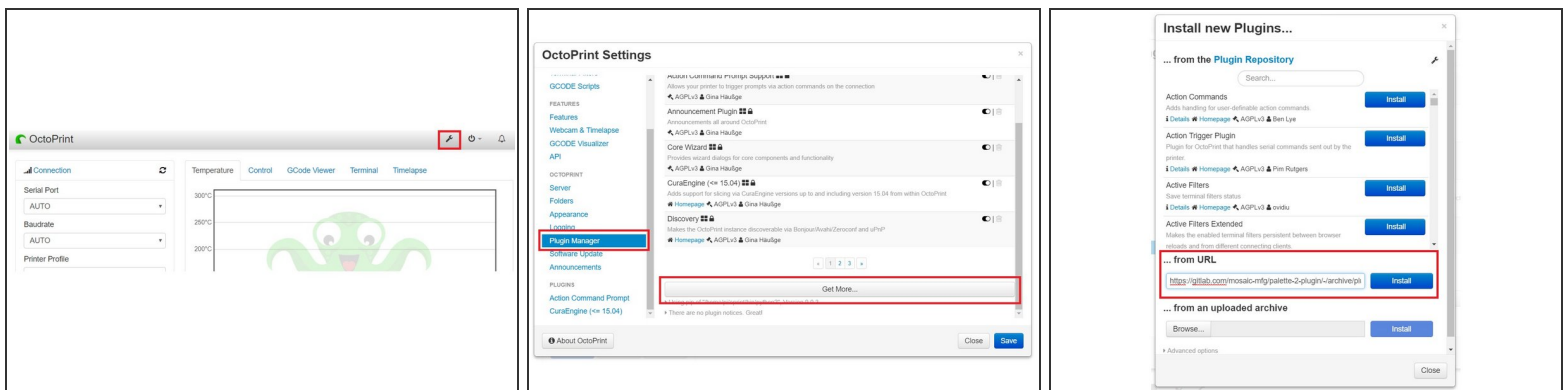 OctoPrint
Connection
Serial Port
AUTO
Baudrate
AUTO
Printer Profile
Temperature Control GCode Viewer Terminal Timelapse
300°C
250°C
200°C
OctoPrint Settings
GCODE Scripts
FEATURES
Features
Webcam & Timelapse
GCODE Visualizer
API
OCTOPRINT
Server
Folders
Appearance
Logging
Plugin Manager
Software Update
Announcements
PLUGINS
Action Command Prompt
CuraEngine (<= 15.04)
Action Command Prompt Support
Allows your printer to trigger prompts via action commands on the connection
AGPLv3 Gina Häußge
Announcement Plugin
Announcements all around OctoPrint
AGPLv3 Gina Häußge
Core Wizard
Provides wizard dialogs for core components and functionality
AGPLv3 Gina Häußge
CuraEngine (<= 15.04)
Adds support for slicing via CuraEngine versions up to and including version 15.04 from within OctoPrint
Homepage AGPLv3 Gina Häußge
Discovery
Makes the OctoPrint instance discoverable via Bonjour/Avahi/Zeroconf and uPnP
Homepage AGPLv3 Gina Häußge
« 1 2 3 »
Get More...
There are no plugin notices. Great!
About OctoPrint
Close Save
Install new Plugins...
... from the Plugin Repository
Search...
Action Commands
Install
Adds handling for user-definable action commands.
Details Homepage AGPLv3 Ben Lye
Action Trigger Plugin
Install
Plugin for OctoPrint that handles serial commands sent out by the
printer.
Details Homepage AGPLv3 Pim Rutgers
Active Filters
Install
Save terminal filters status
Details Homepage AGPLv3 ovidiu
Active Filters Extended
Install
Makes the enabled terminal filters persistent between browser
reloads and from different connecting clients.
... from URL
https://gitlab.com/mosaic-mfg/palette-2-plugin/-/archive/pl
Install
... from an uploaded archive
Browse...
Install
Advanced options
Close